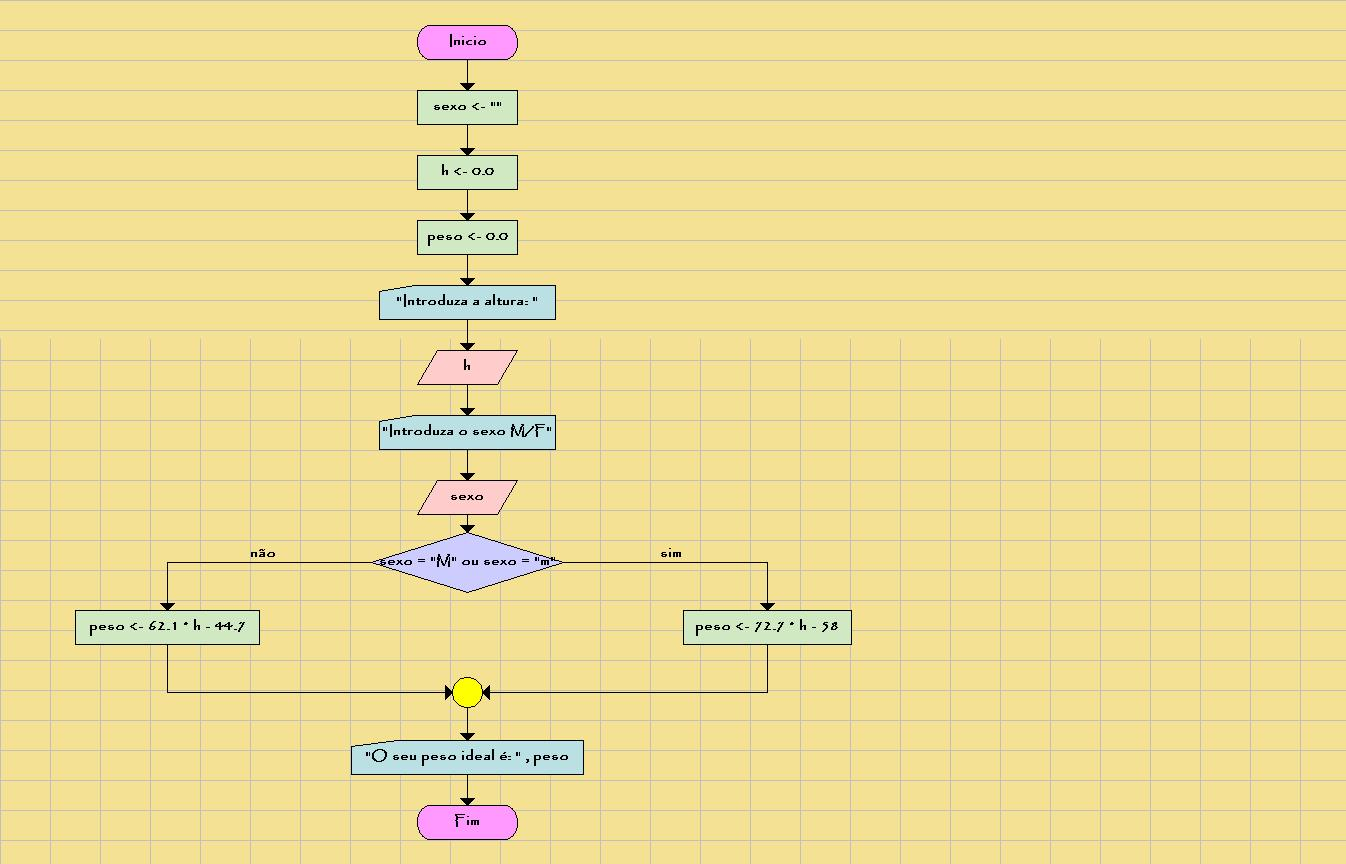 Inicio
sexo <- ""
h <- 0.0
peso <- 0.0
"Introduza a altura: "
h
"Introduza o sexo M/F"
sexo
não
sim
sexo = "M" ou sexo = "m"
peso <- 62.1 * h - 44.7
peso <- 72.7 * h - 58
"O seu peso ideal é: " , peso
Fim